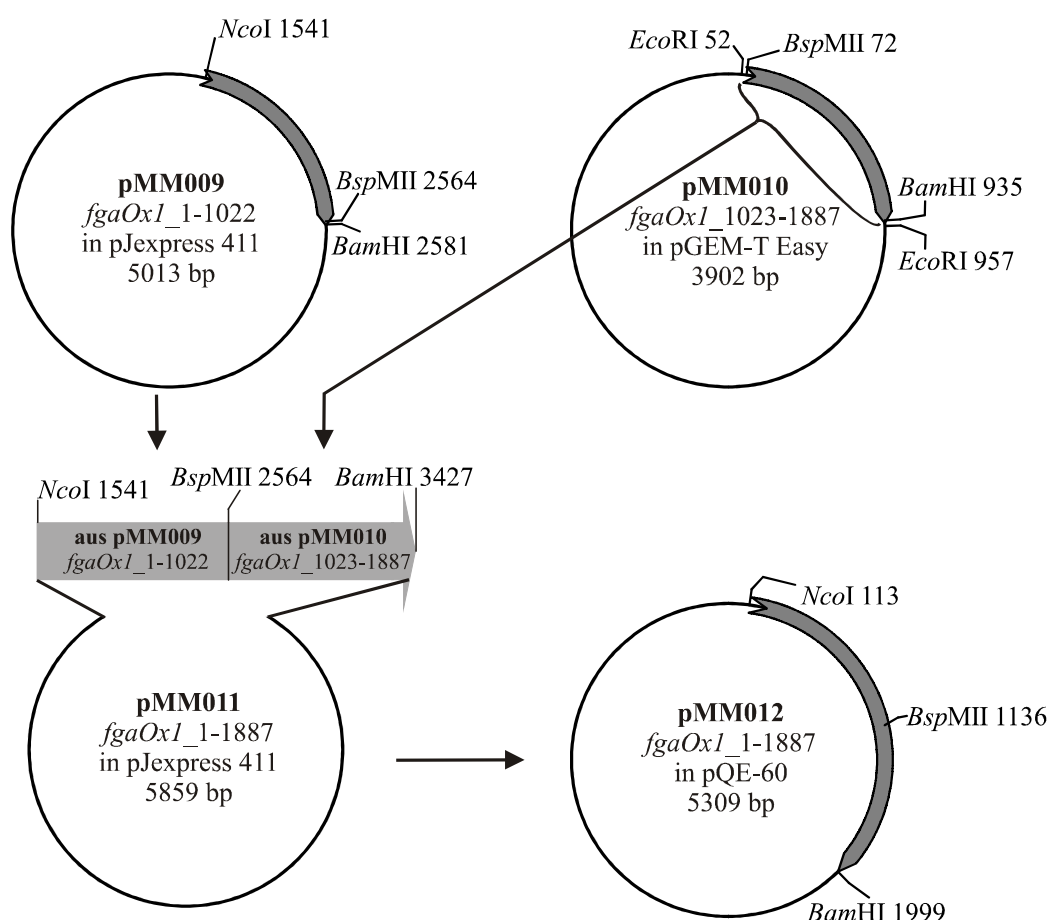 NcoI 1541
BspMII 2564
BamHI 2581
pMM009
fgaOx1_1-1022
in pJexpress 411
5013 bp
EcoRI 52
BspMII 72
BamHI 935
EcoRI 957
pMM010
fgaOx1_1023-1887
in pGEM-T Easy
3902 bp
NcoI 1541
BspMII 2564
BamHI 3427
aus pMM009
fgaOx1_1-1022
aus pMM010
fgaOx1_1023-1887
pMM011
fgaOx1_1-1887
in pJexpress 411
5859 bp
NcoI 113
BspMII 1136
BamHI 1999
pMM012
fgaOx1_1-1887
in pQE-60
5309 bp